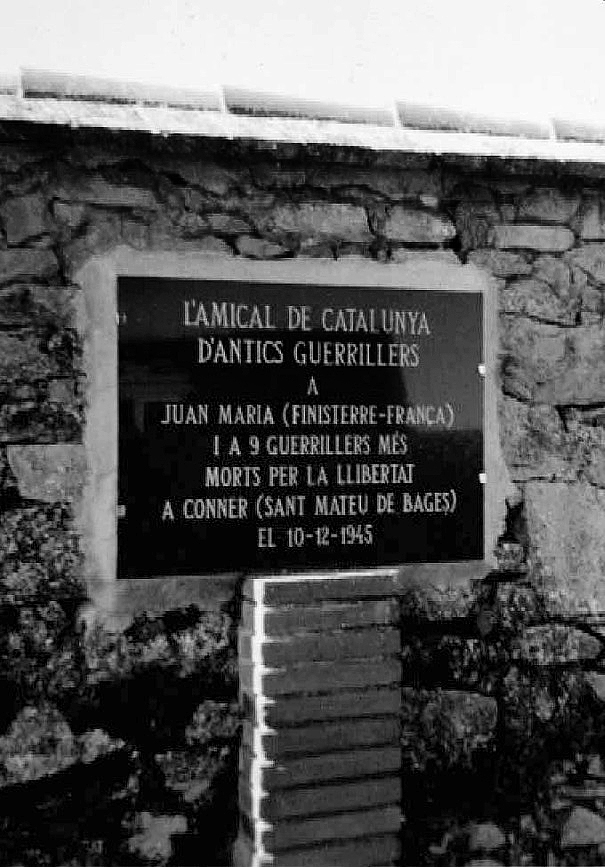 L'AMICAL DE CATALUNYA
D'ANTICS GUERRILLERS
A
JUAN MARIA (FINISTERRE-FRANÇA)
I A 9 GUERRILLERS MÉS
MORTS PER LA LLIBERTAT
A CONNER (SANT MATEU DE BAGES)
EL 10-12-1945